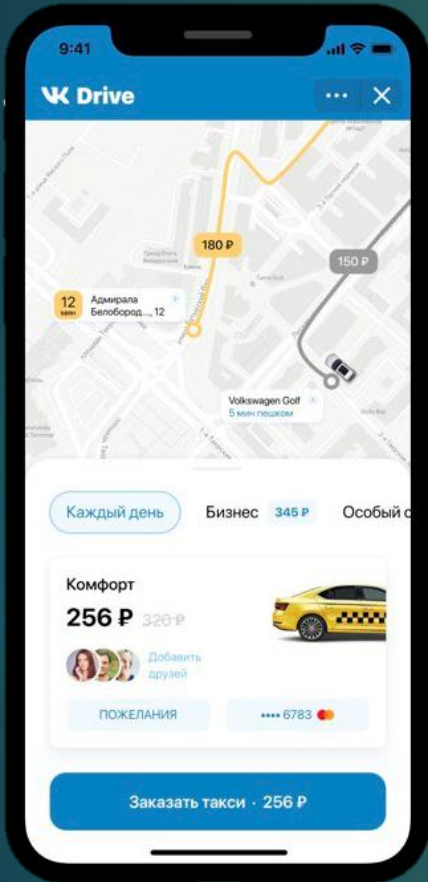 9:41
VK Drive
180 ₽
150 ₽
12
мин
Адмирала
Белобород..., 12
Volkswagen Golf
5 мин пешком
Каждый день
Бизнес 345 ₽
Особый с
Комфорт
256 ₽ 320 ₽
Добавить
друзей
ПОЖЕЛАНИЯ
•••• 6783
Заказать такси · 256 ₽